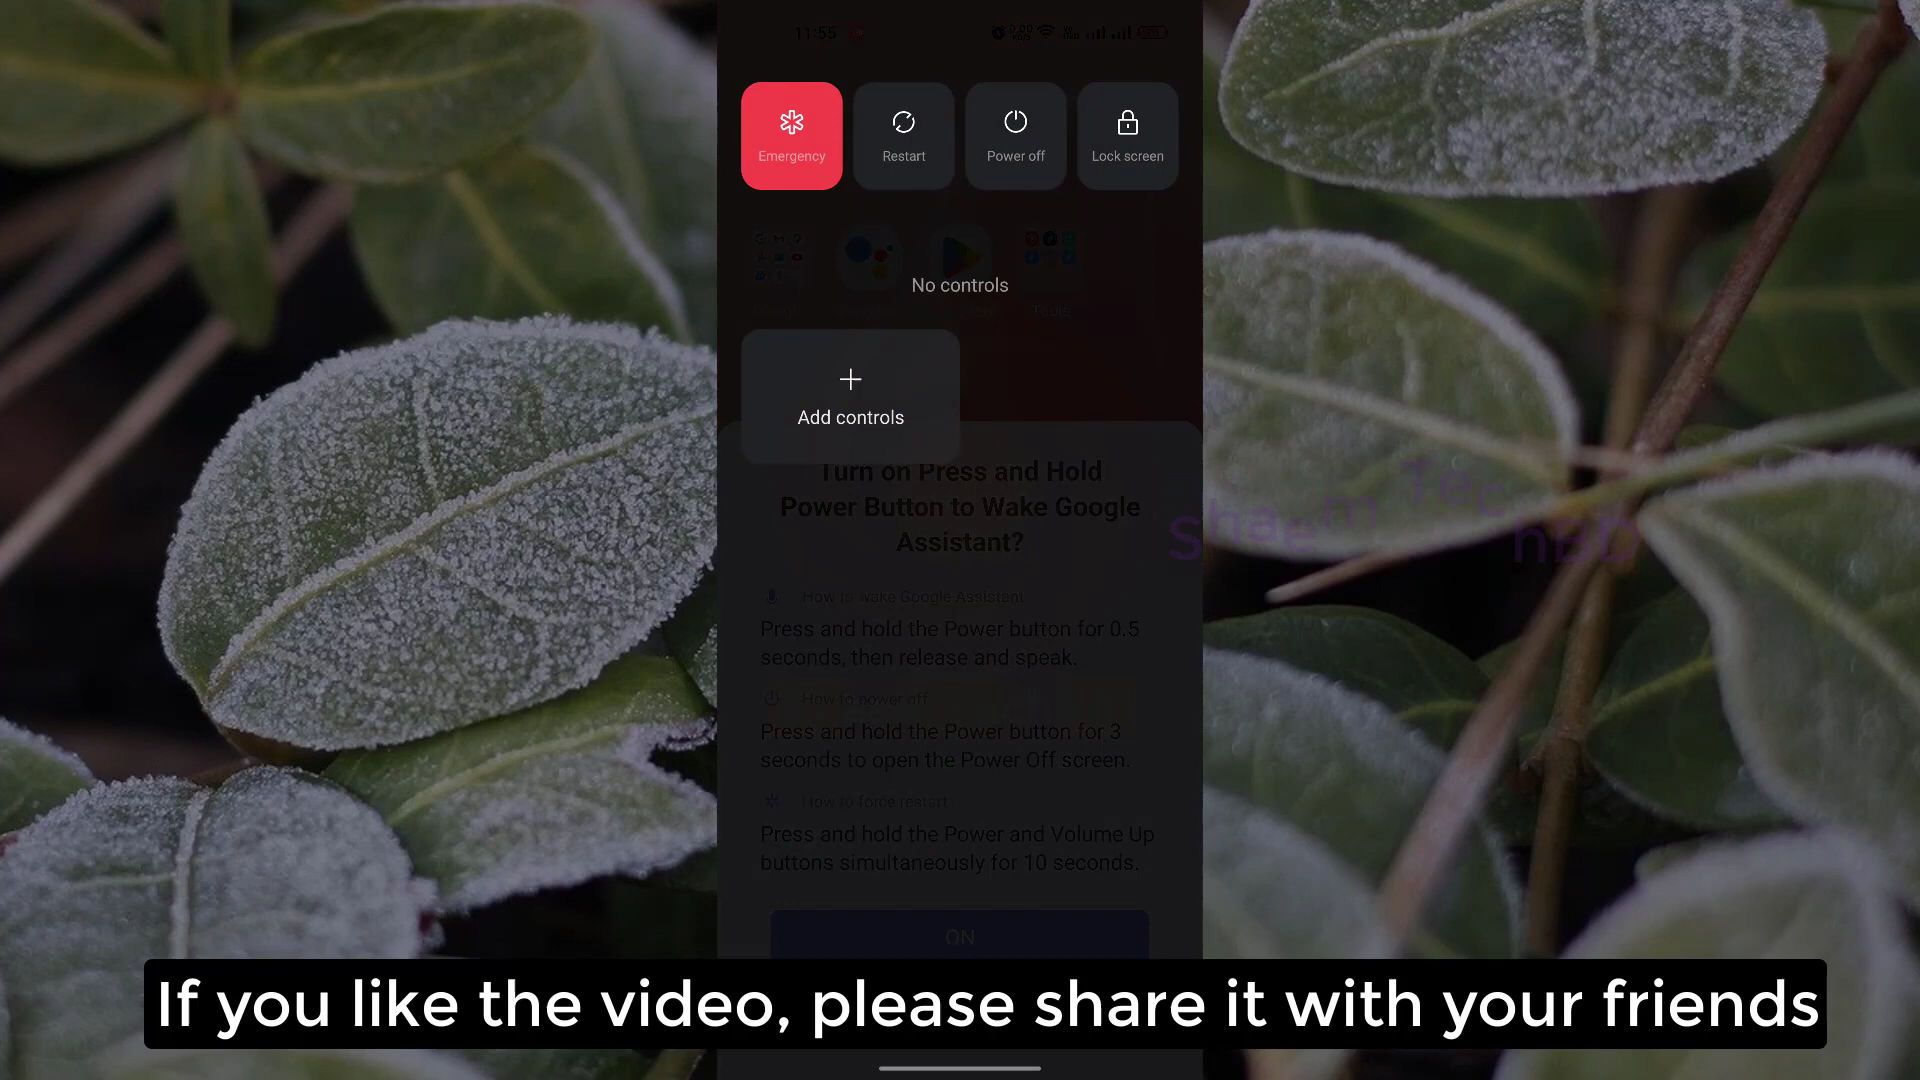 11:55
Emergency
Restart
Power off
Lock screen
No controls
Tools
Add controls
Turn on Press and Hold
Power Button to Wake Google
Assistant?
How to wake Google Assistant
Press and hold the Power button for 0.5
seconds, then release and speak.
How to power off
Press and hold the Power button for 3
seconds to open the Power Off screen.
How to force restart
Press and hold the Power and Volume Up
buttons simultaneously for 10 seconds.
ON
Shaem TechBD
If you like the video, please share it with your friends